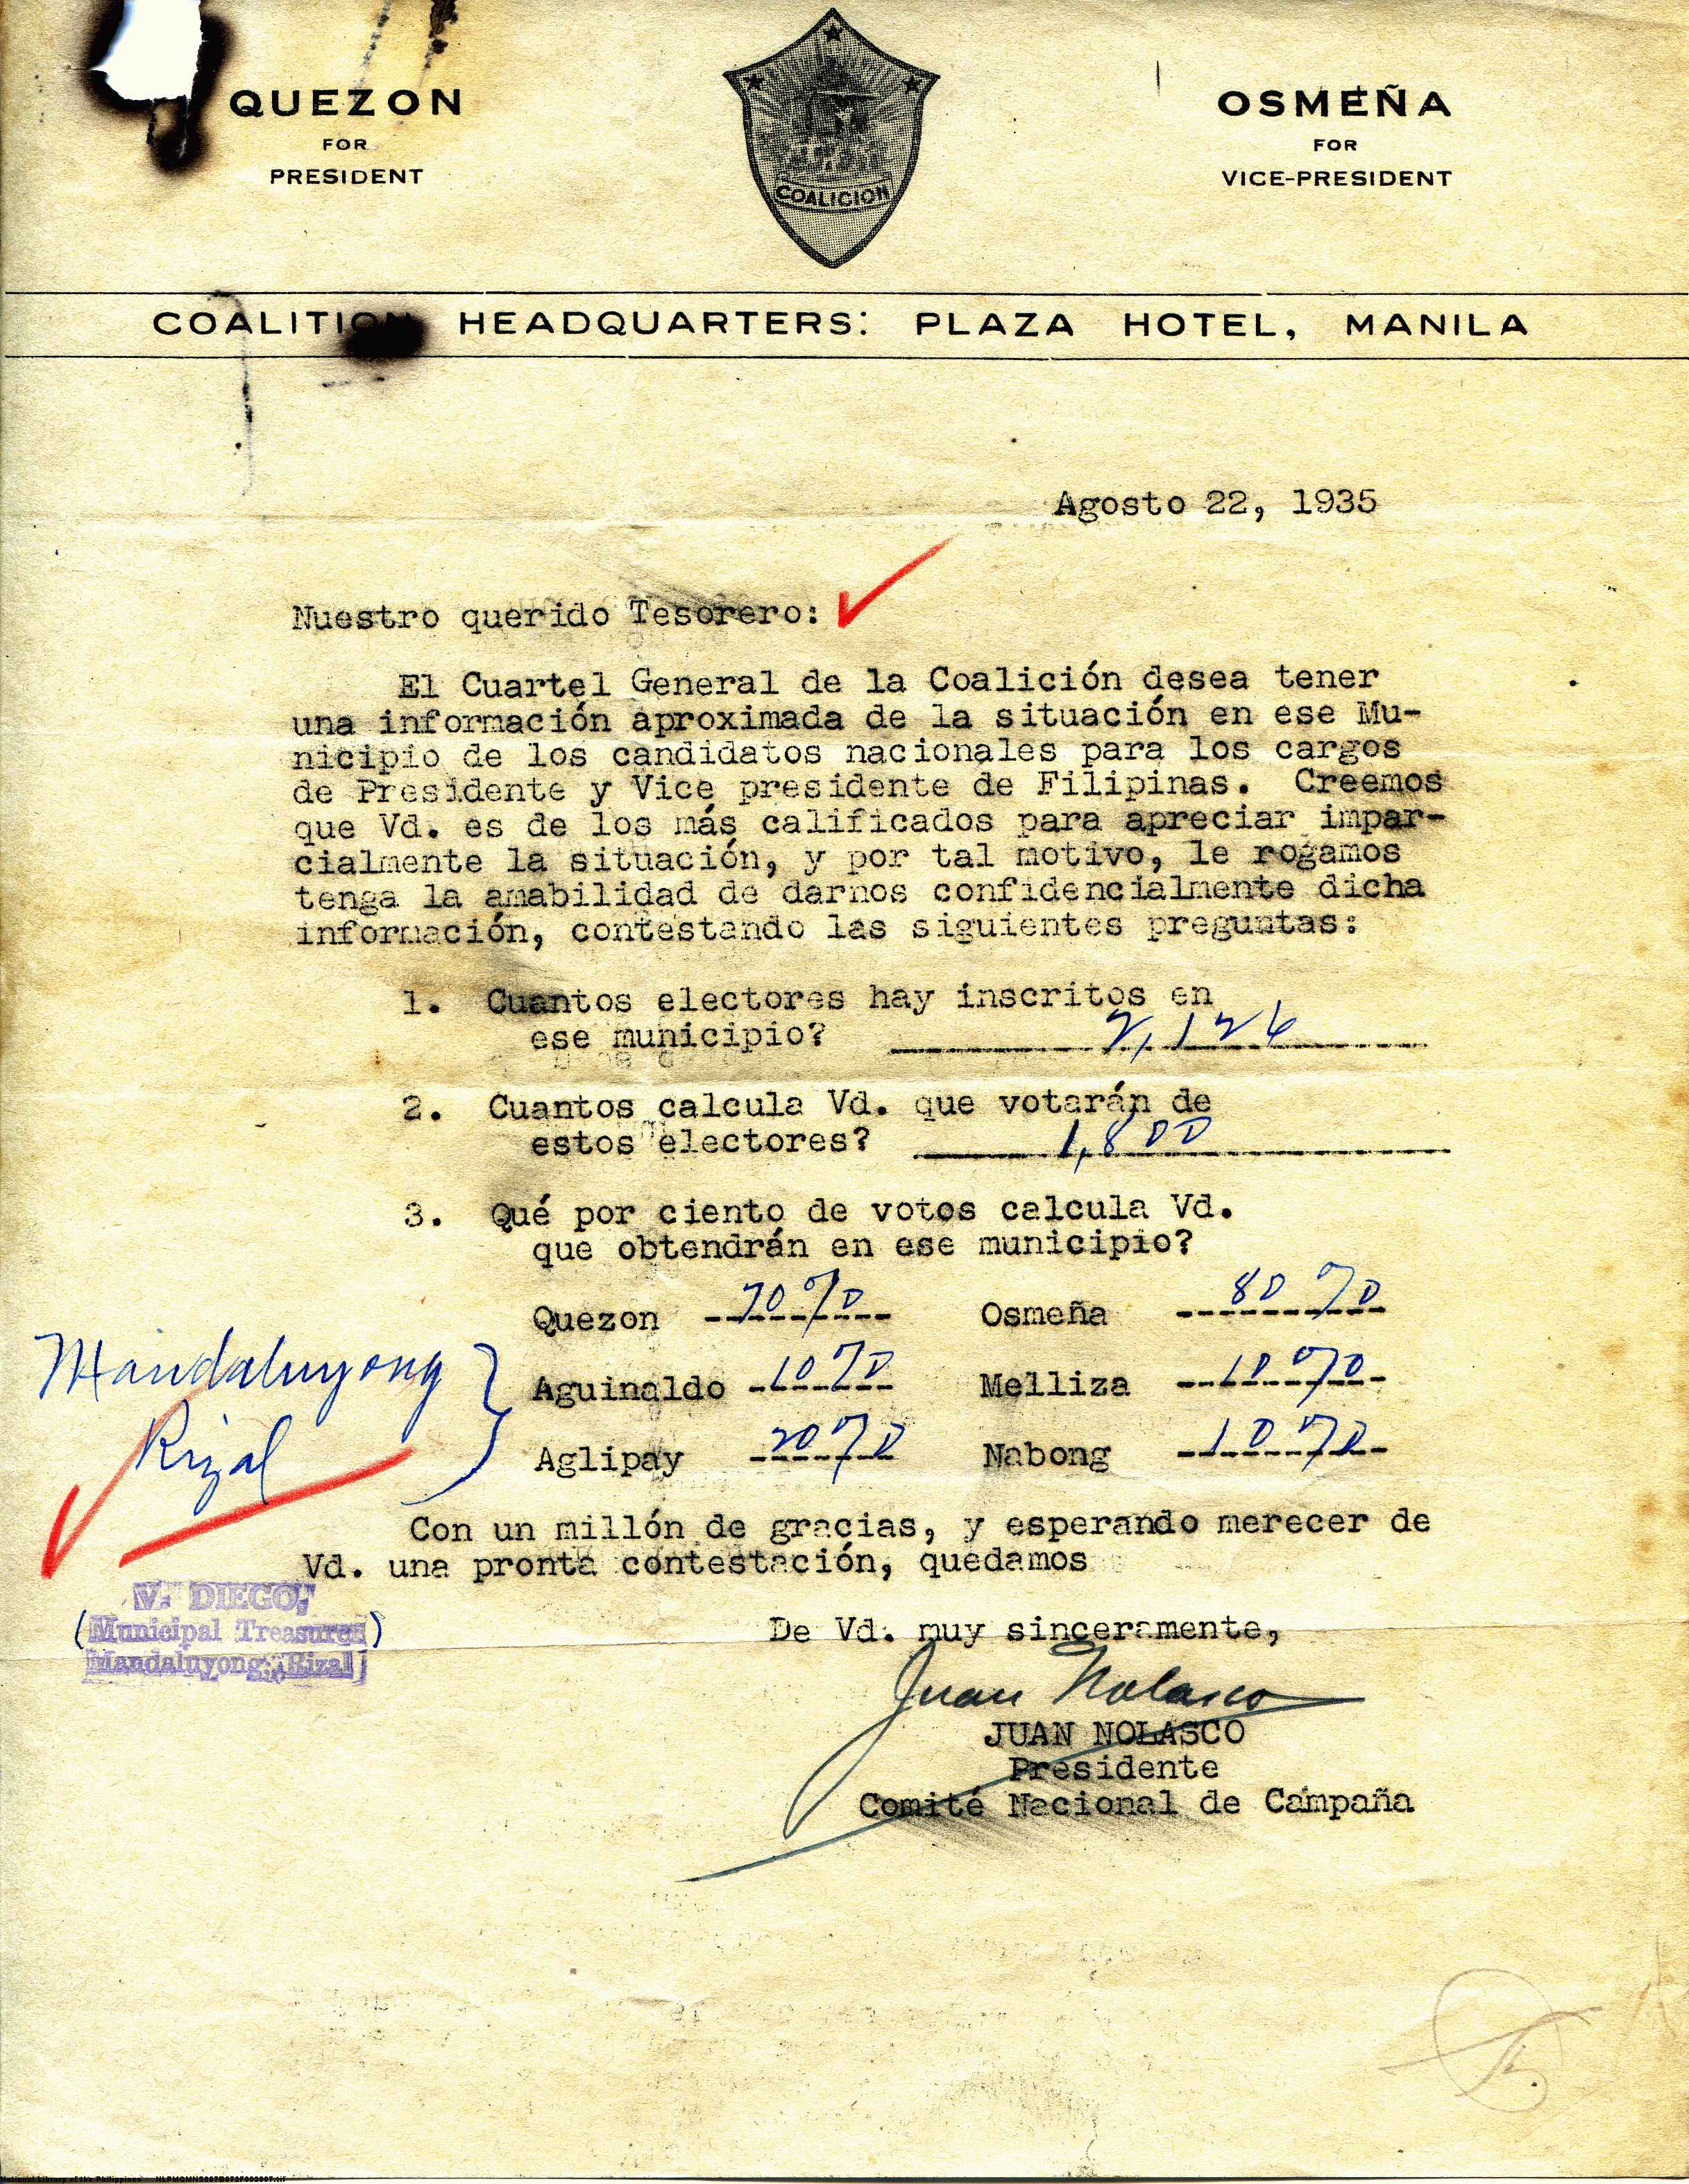 QUEZON
FOR
PRESIDENT
COALICION
OSMEÑA
FOR
VICE-PRESIDENT
COALITION HEADQUARTERS: PLAZA HOTEL, MANILA
Agosto 22, 1935
Nuestro querido Tesorero:
El Cuartel General de la Coalición desea tener
una información aproximada de la situación en ese Mu-
nicipio de los candidatos nacionales para los cargos
de Presidente y Vice presidente de Filipinas. Creemos
que Vd. es de los más calificados para apreciar impar-
cialmente la situación, y por tal motivo, le rogamos
tenga la amabilidad de darnos confidencialmente dicha
información, contestando las siguientes preguntas:
1. Cuantos electores hay inscritos en
ese municipio? 2,126
2. Cuantos calcula Vd. que votarán de
estos electores? 1,800
3. Qué por ciento de votos calcula Vd.
que obtendrán en ese municipio?
Quezon 70% Osmeña 80%
Aguinaldo 10% Melliza 10%
Aglipay 20% Nabong 10%
Mandaluyong
Rizal
Con un millón de gracias, y esperando merecer de
Vd. una pronta contestación, quedamos
V. DIEGO,
(Municipal Treasurer)
Mandaluyong, Rizal
De Vd. muy sinceramente,
Juan Nolasco
JUAN NOLASCO
Presidente
Comité Nacional de Campaña
National Library of the Philippines